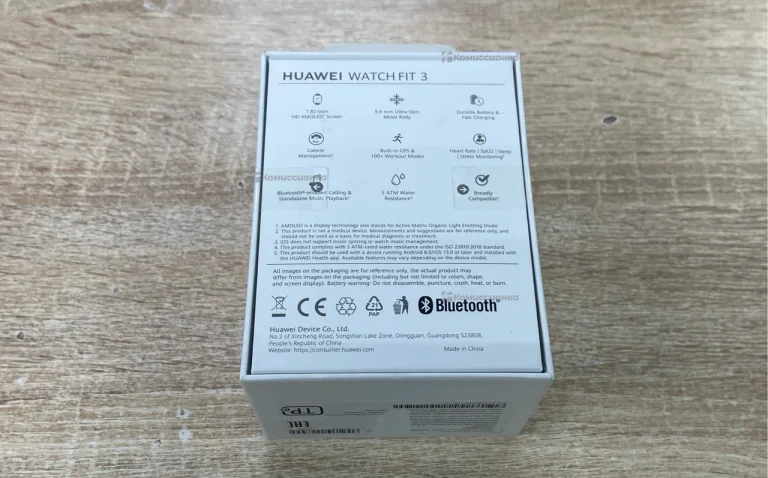 Комиссионко
Комиссионко
HUAWEI WATCH FIT 3
1.82-inch
HD AMOLED¹ Screen
9.9 mm Ultra-Slim
Metal Body
Durable Battery &
Fast Charging
Calorie
Management²
Built-in GPS &
100+ Workout Modes
Heart Rate | SpO2 | Sleep
| Stress Monitoring²
Комиссионко
Bluetooth®-enabled Calling &
Standalone Music Playback³
5 ATM Water
Resistance⁴
Broadly
Compatible⁵
1. AMOLED is a display technology and stands for Active Matrix Organic Light Emitting Diode.
2. This product is not a medical device. Measurements and suggestions are for reference only, and
should not be used as a basis for medical diagnosis or treatment.
3. iOS does not support music syncing or watch music management.
4. This product complies with 5 ATM-rated water resistance under the ISO 22810:2010 standard.
5. This product should be used with a device running Android 8.0/iOS 13.0 or later and installed with
the HUAWEI Health app. Available features may vary depending on the device model.
All images on the packaging are for reference only, the actual product may
differ from images on the packaging (including but not limited to colors, shape,
and screen display). Battery warning: Do not disassemble, puncture, crush, heat, or burn.
Комиссионко
CE
21
PAP
Bluetooth®
Huawei Device Co., Ltd.
No.2 of Xincheng Road, Songshan Lake Zone, Dongguan, Guangdong 523808,
People's Republic of China
Website: https://consumer.huawei.com
Made in China
TP
EAC